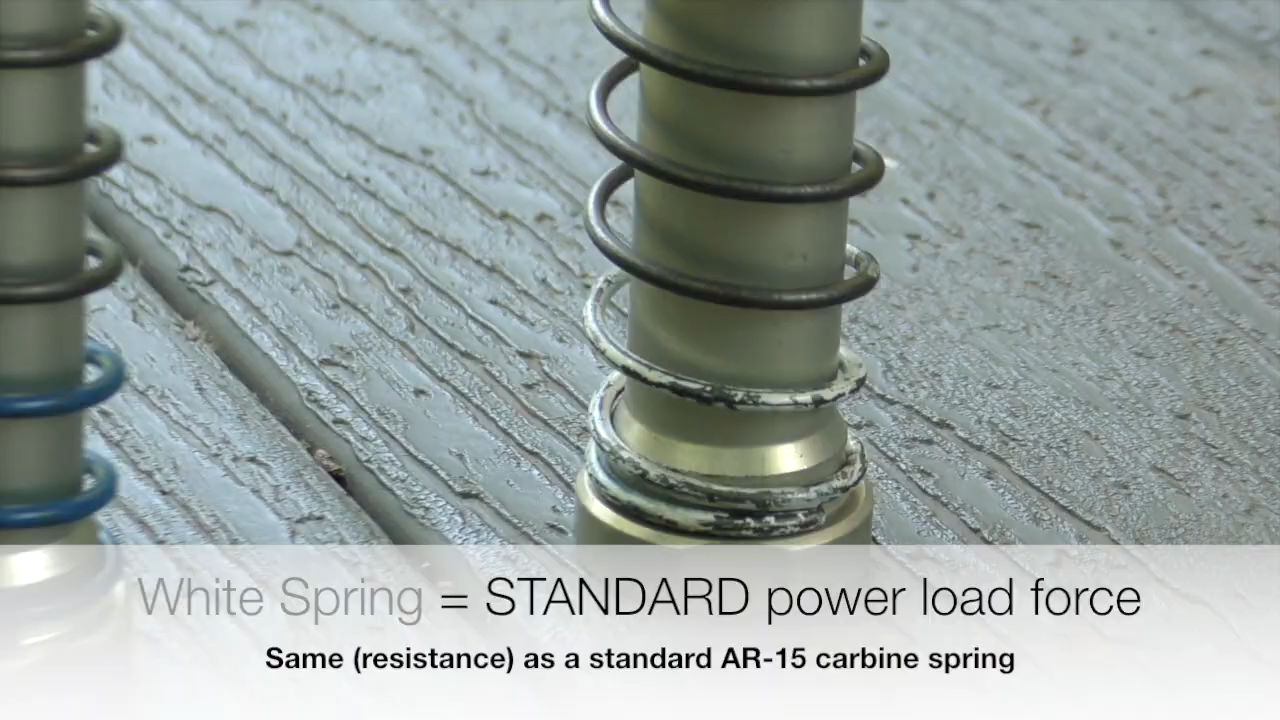 White Spring = STANDARD power load force
Same (resistance) as a standard AR-15 carbine spring